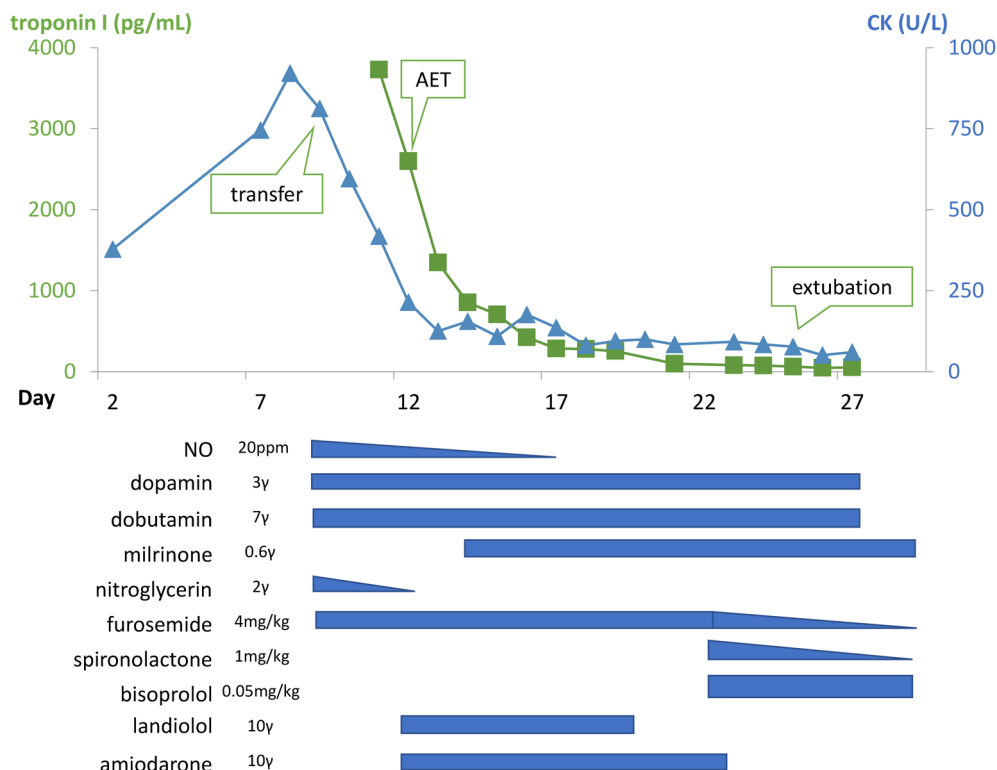 troponin I (pg/mL) CK (U/L)
4000 1000
AET
3000 750
transfer
2000 500
1000 250
extubation
0 0
Day 2 7 12 17 22 27
NO 20ppm
dopamin 3γ
dobutamin 7γ
milrinone 0.6γ
nitroglycerin 2γ
furosemide 4mg/kg
spironolactone 1mg/kg
bisoprolol 0.05mg/kg
landiolol 10γ
amiodarone 10γ